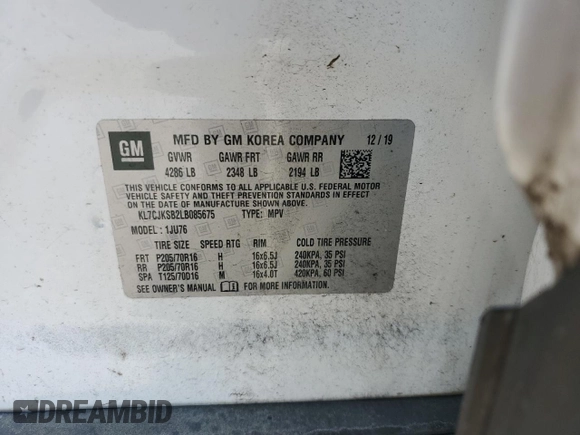 GM MFD BY GM KOREA COMPANY 12/19
GVWR GAWR FRT GAWR RR
4286 LB 2348 LB 2194 LB
THIS VEHICLE CONFORMS TO ALL APPLICABLE U.S. FEDERAL MOTOR
VEHICLE SAFETY, BUMPER, AND THEFT PREVENTION STANDARDS IN
EFFECT ON THE DATE OF MANUFACTURE SHOWN ABOVE.
KL7CJKSB2LB085675 TYPE: MPV
MODEL: 1JU76
TIRE SIZE SPEED RTG RIM COLD TIRE PRESSURE
FRT P205/70R16 H 16x6.5J 240KPA, 35 PSI
RR P205/70R16 H 16x6.5J 240KPA, 35 PSI
SPA T125/70D16 M 16x4.0T 420KPA, 60 PSI
SEE OWNER'S MANUAL FOR MORE INFORMATION.
DREAMBID